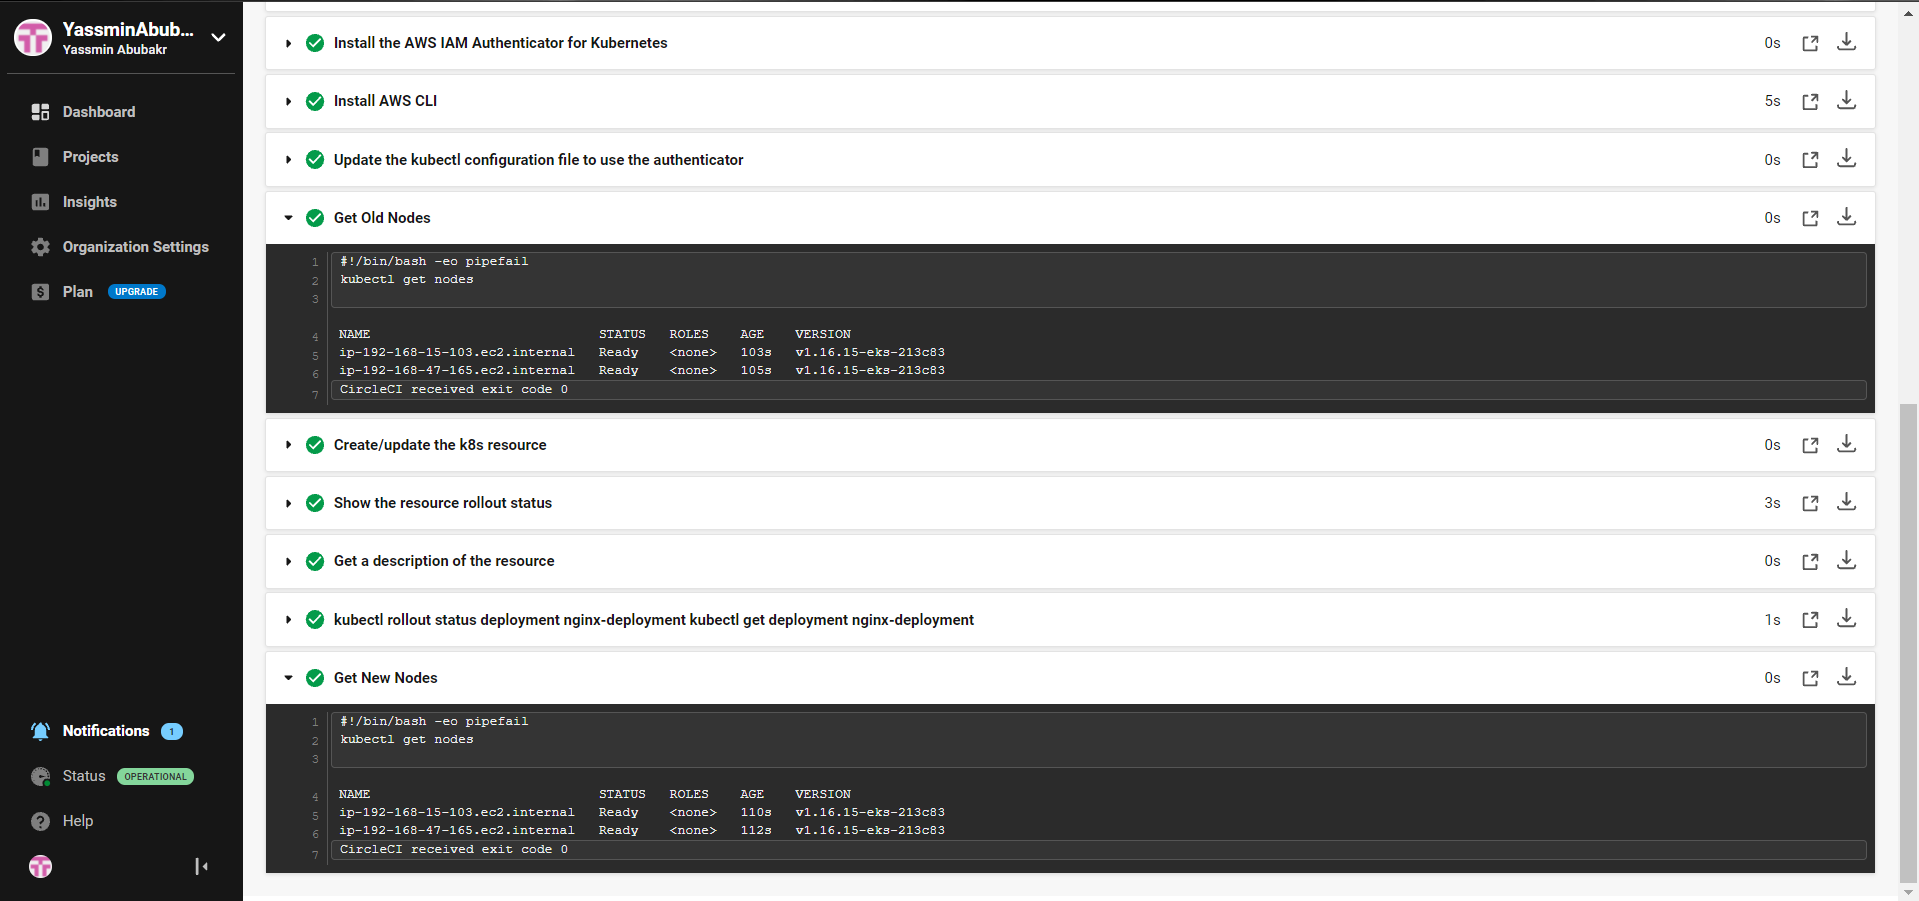 YassminAbub...
Yassmin Abubakr
Dashboard
Projects
Insights
Organization Settings
$ Plan UPGRADE
Notifications 1
Status OPERATIONAL
? Help
Install the AWS IAM Authenticator for Kubernetes 0s
Install AWS CLI 5s
Update the kubectl configuration file to use the authenticator 0s
Get Old Nodes 0s
1 #!/bin/bash -eo pipefail
2 kubectl get nodes
3
4 NAME STATUS ROLES AGE VERSION
5 ip-192-168-15-103.ec2.internal Ready <none> 103s v1.16.15-eks-213c83
6 ip-192-168-47-165.ec2.internal Ready <none> 105s v1.16.15-eks-213c83
7 CircleCI received exit code 0
Create/update the k8s resource 0s
Show the resource rollout status 3s
Get a description of the resource 0s
kubectl rollout status deployment nginx-deployment kubectl get deployment nginx-deployment 1s
Get New Nodes 0s
1 #!/bin/bash -eo pipefail
2 kubectl get nodes
3
4 NAME STATUS ROLES AGE VERSION
5 ip-192-168-15-103.ec2.internal Ready <none> 110s v1.16.15-eks-213c83
6 ip-192-168-47-165.ec2.internal Ready <none> 112s v1.16.15-eks-213c83
7 CircleCI received exit code 0